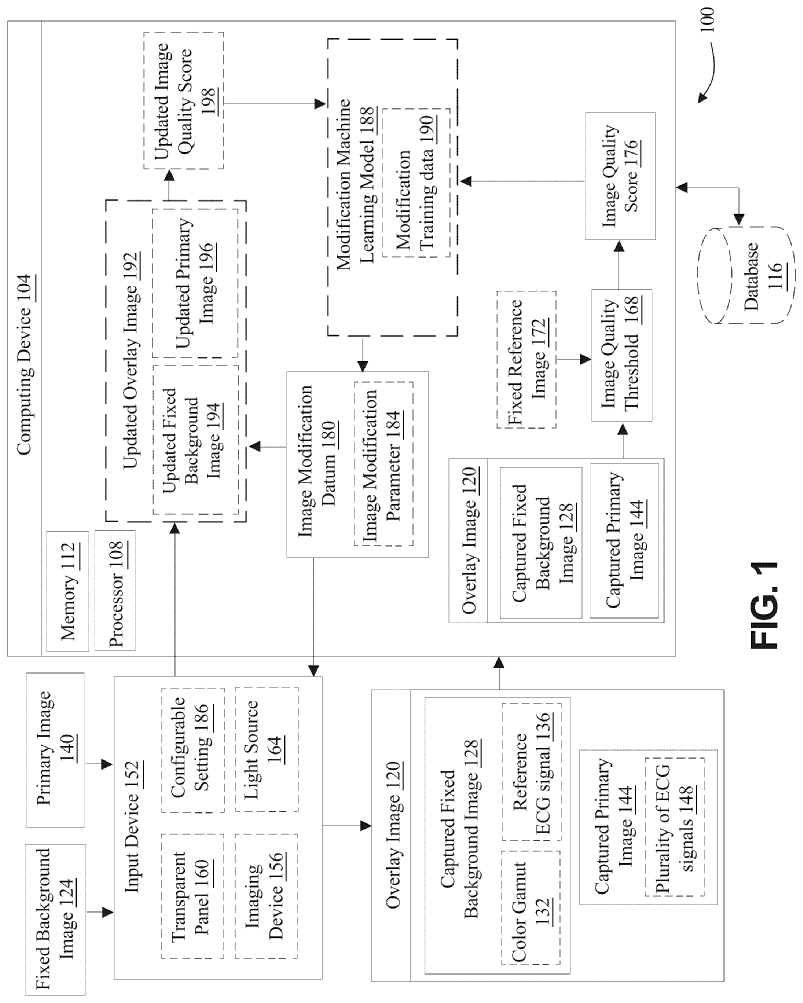 100
Computing Device 104
Memory 112
Processor 108
Updated Overlay Image 192
Updated Fixed
Background
Image 194
Updated Primary
Image 196
Updated Image
Quality Score
198
Image Modification
Datum 180
Image Modification
Parameter 184
Modification Machine
Learning Model 188
Modification
Training data 190
Overlay Image 120
Captured Fixed
Background
Image 128
Captured Primary
Image 144
Fixed Reference
Image 172
Image Quality
Threshold 168
Image Quality
Score 176
Database
116
Fixed Background
Image 124
Primary Image
140
Input Device 152
Transparent
Panel 160
Configurable
Setting 186
Imaging
Device 156
Light Source
164
Overlay Image 120
Captured Fixed
Background Image 128
Color Gamut
132
Reference
ECG signal 136
Captured Primary
Image 144
Plurality of ECG
signals 148
FIG. 1